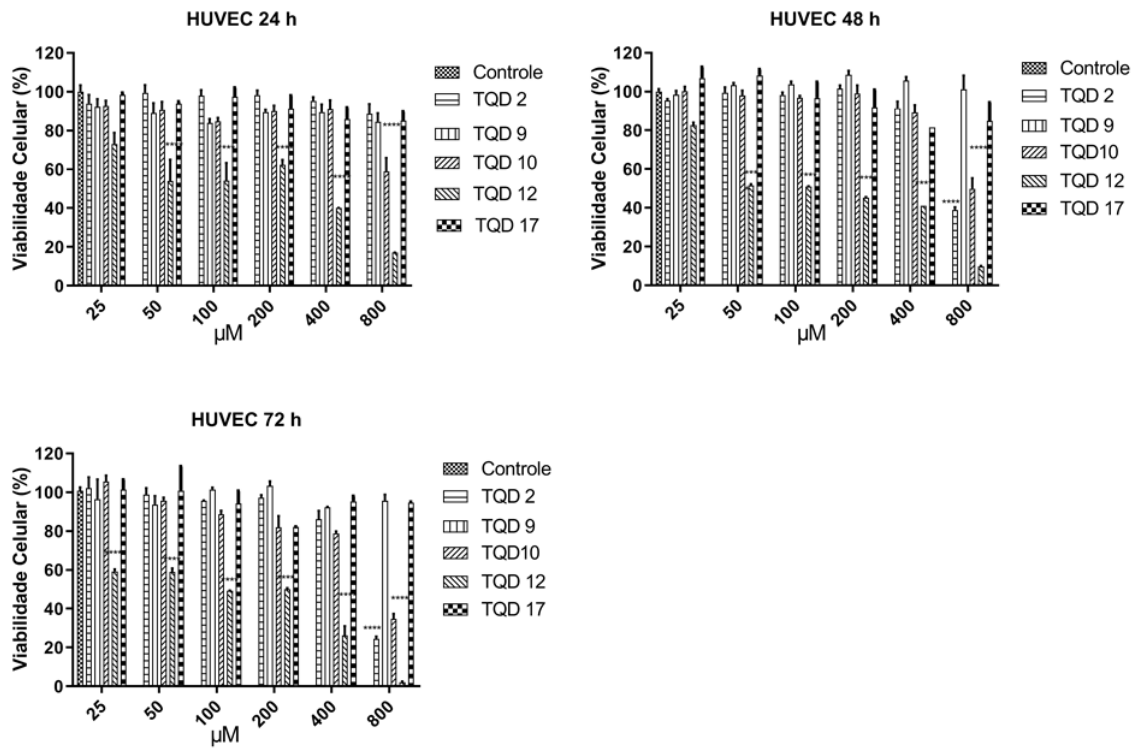 HUVEC 24 h
Viabilidade Celular (%)
120
100
80
60
40
20
0
****
****
****
****
****
25
50
100
200
400
800
µM
Controle
TQD 2
TQD 9
TQD 10
TQD 12
TQD 17
HUVEC 48 h
Viabilidade Celular (%)
120
100
80
60
40
20
0
****
****
****
****
****
****
25
50
100
200
400
800
µM
Controle
TQD 2
TQD 9
TQD10
TQD 12
TQD 17
HUVEC 72 h
Viabilidade Celular (%)
120
100
80
60
40
20
0
****
****
****
****
****
****
****
25
50
100
200
400
800
µM
Controle
TQD 2
TQD 9
TQD10
TQD 12
TQD 17